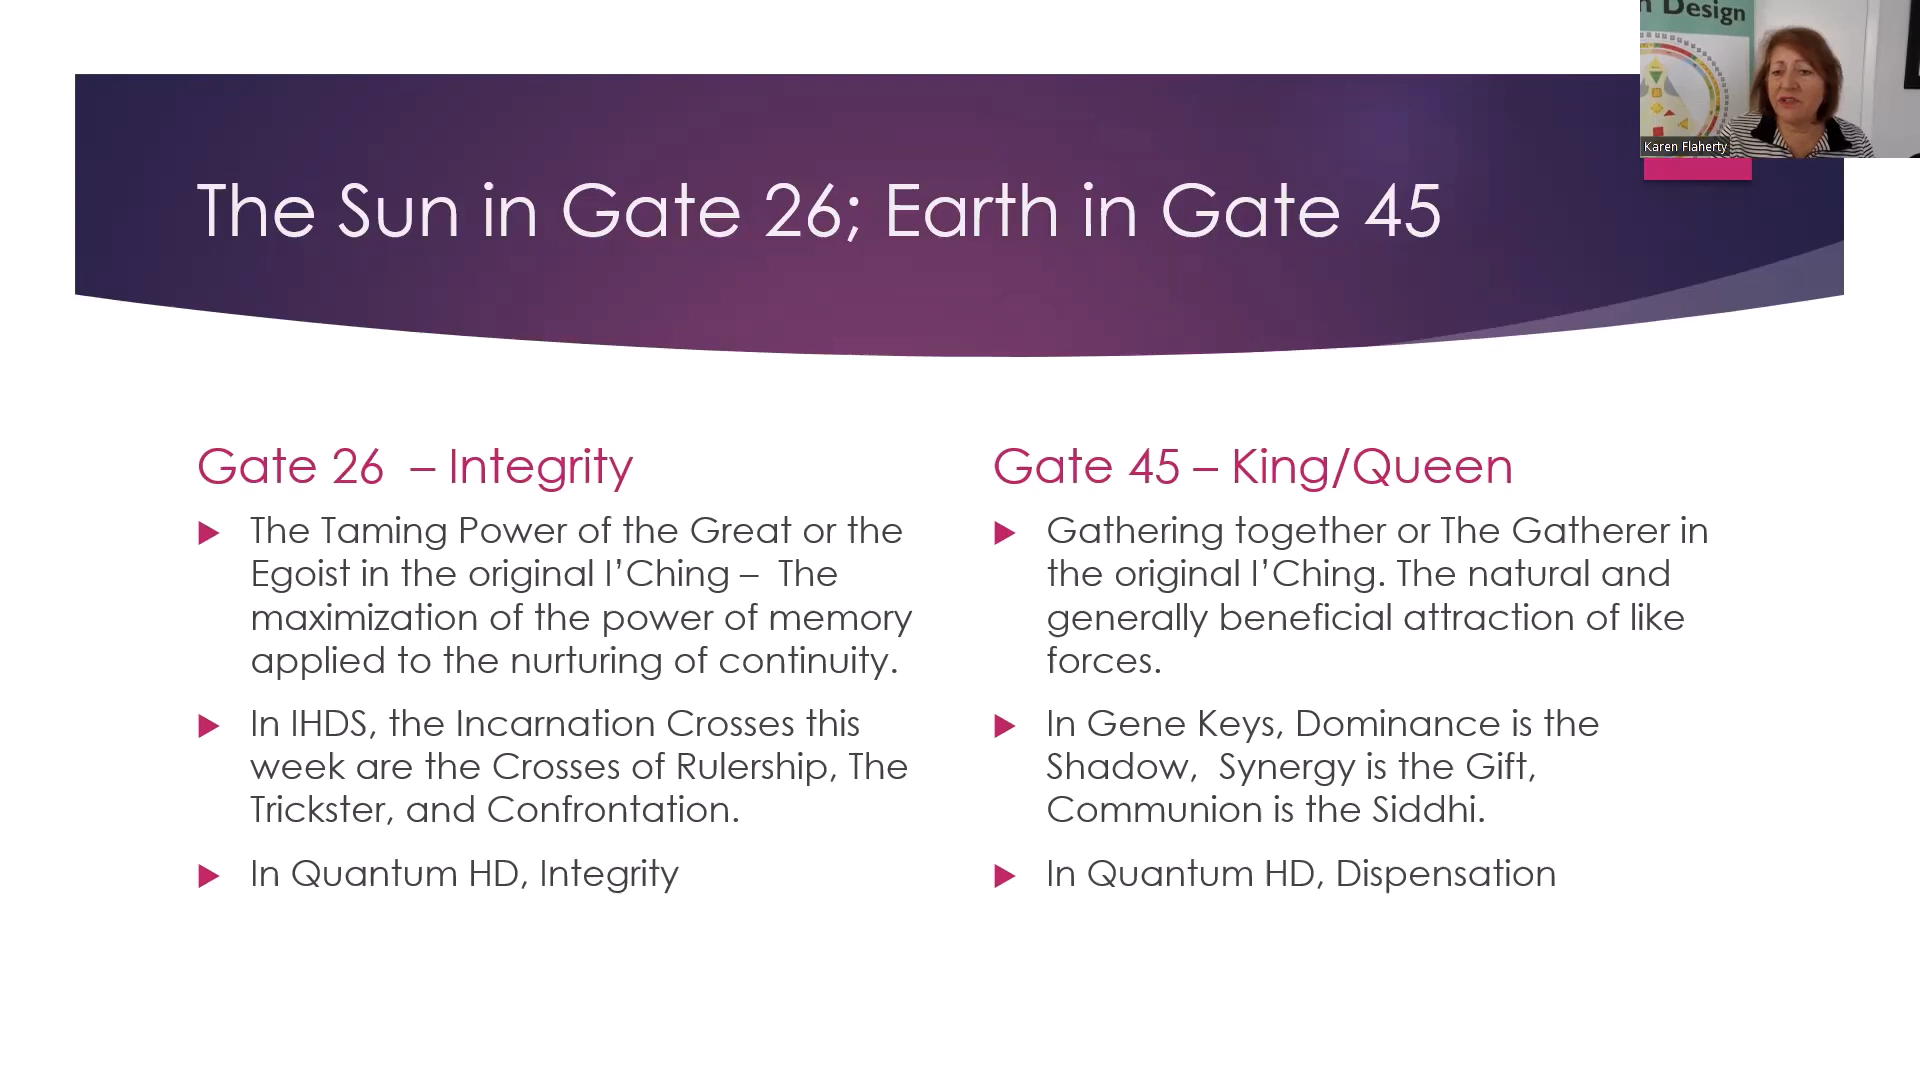 n Design
Karen Flaherty
The Sun in Gate 26; Earth in Gate 45
Gate 26 – Integrity
The Taming Power of the Great or the
Egoist in the original I’Ching – The
maximization of the power of memory
applied to the nurturing of continuity.
In IHDS, the Incarnation Crosses this
week are the Crosses of Rulership, The
Trickster, and Confrontation.
In Quantum HD, Integrity
Gate 45 – King/Queen
Gathering together or The Gatherer in
the original I’Ching. The natural and
generally beneficial attraction of like
forces.
In Gene Keys, Dominance is the
Shadow, Synergy is the Gift,
Communion is the Siddhi.
In Quantum HD, Dispensation